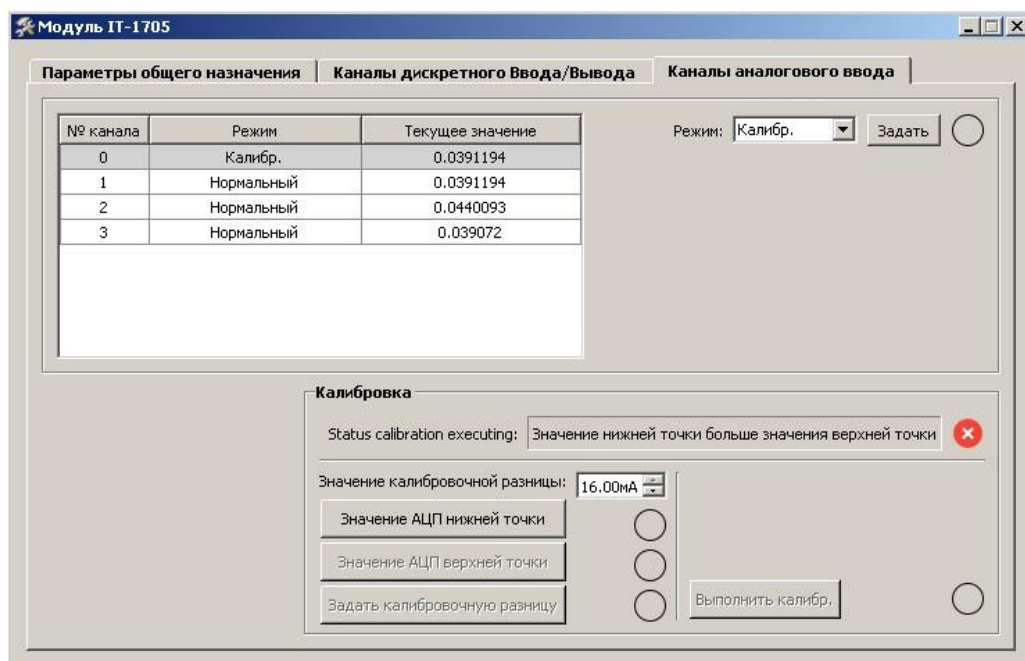 Модуль IT-1705
Параметры общего назначения Каналы дискретного Ввода/Вывода Каналы аналогового ввода
№ канала Режим Текущее значение
0 Калибр. 0.0391194
1 Нормальный 0.0391194
2 Нормальный 0.0440093
3 Нормальный 0.039072
Режим: Калибр. Задать
Калибровка
Status calibration executing: Значение нижней точки больше значения верхней точки
Значение калибровочной разницы: 16.00мА
Значение АЦП нижней точки
Значение АЦП верхней точки
Задать калибровочную разницу
Выполнить калибр.